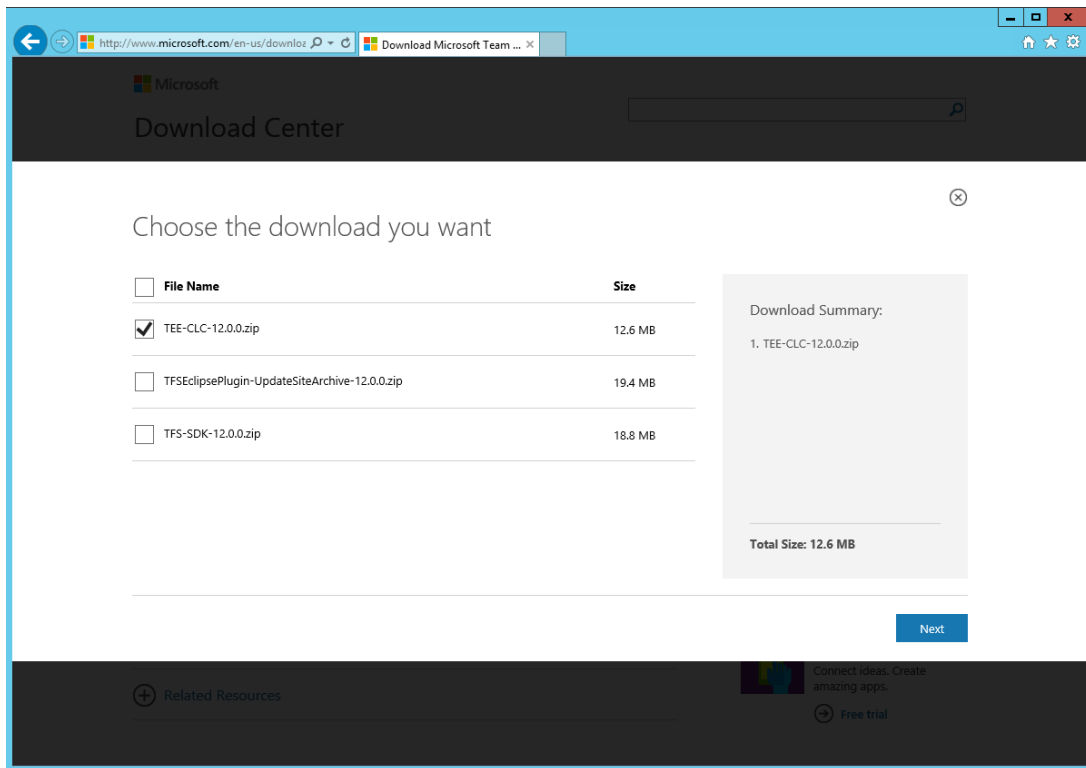 http://www.microsoft.com/en-us/downloa
Download Microsoft Team ...
Microsoft
Download Center
Choose the download you want
File Name Size
TEE-CLC-12.0.0.zip 12.6 MB
TFSEclipsePlugin-UpdateSiteArchive-12.0.0.zip 19.4 MB
TFS-SDK-12.0.0.zip 18.8 MB
Download Summary:
1. TEE-CLC-12.0.0.zip
Total Size: 12.6 MB
Next
Related Resources
Connect ideas. Create
amazing apps.
Free trial